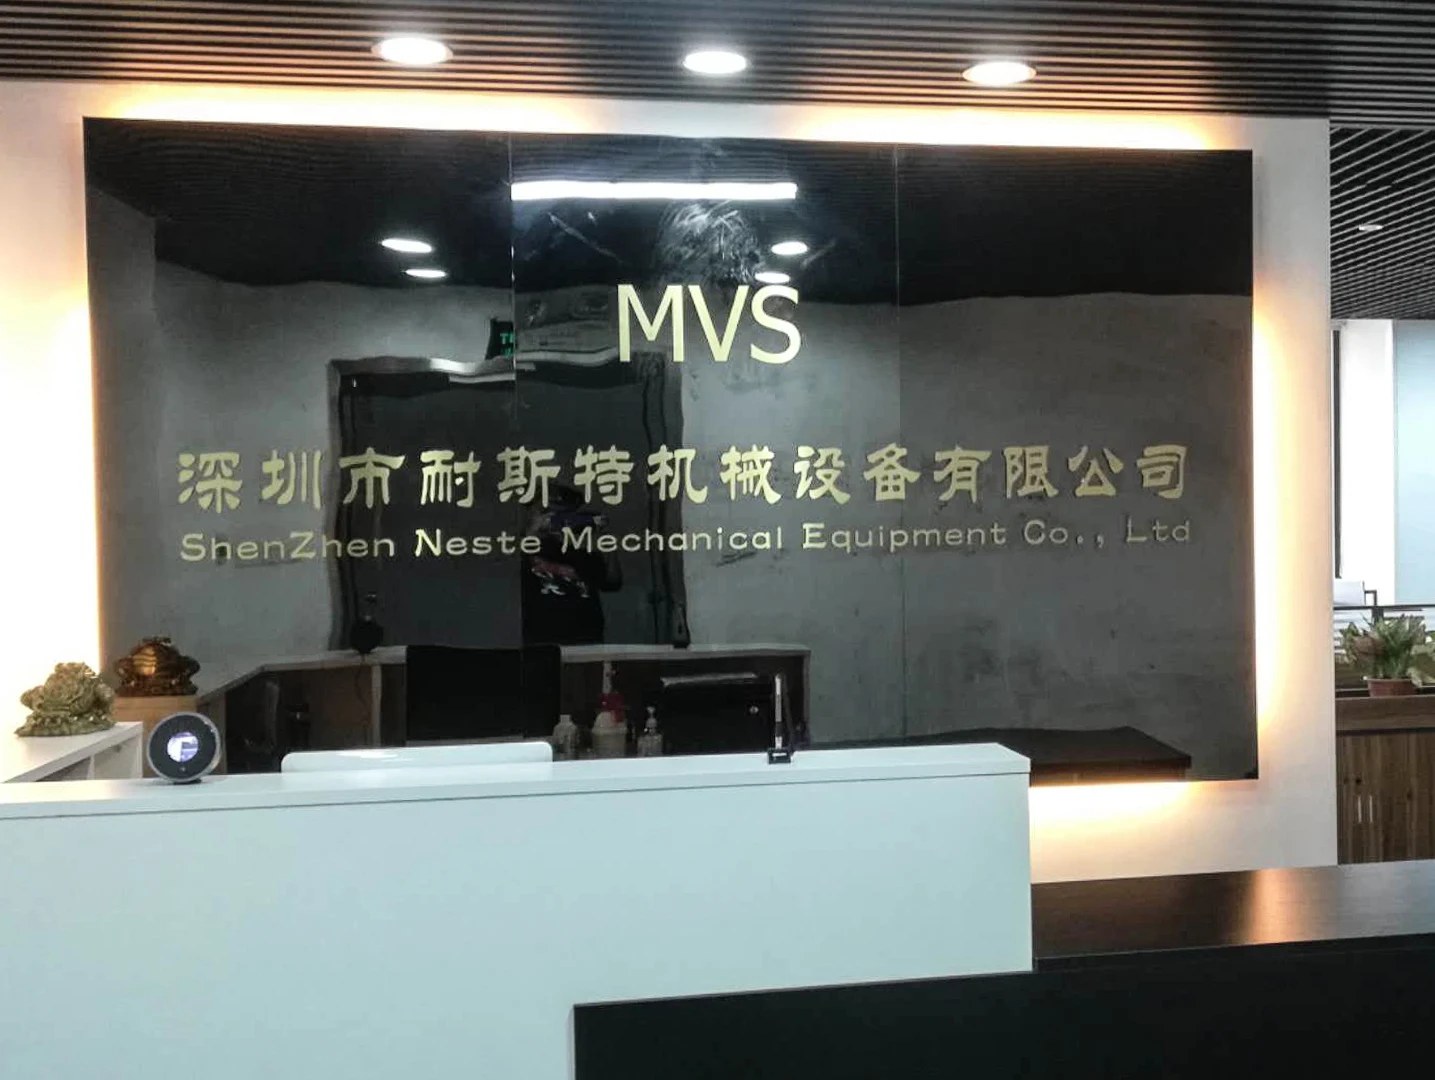 MVS
深圳市耐斯特机械设备有限公司
ShenZhen Neste Mechanical Equipment Co., Ltd